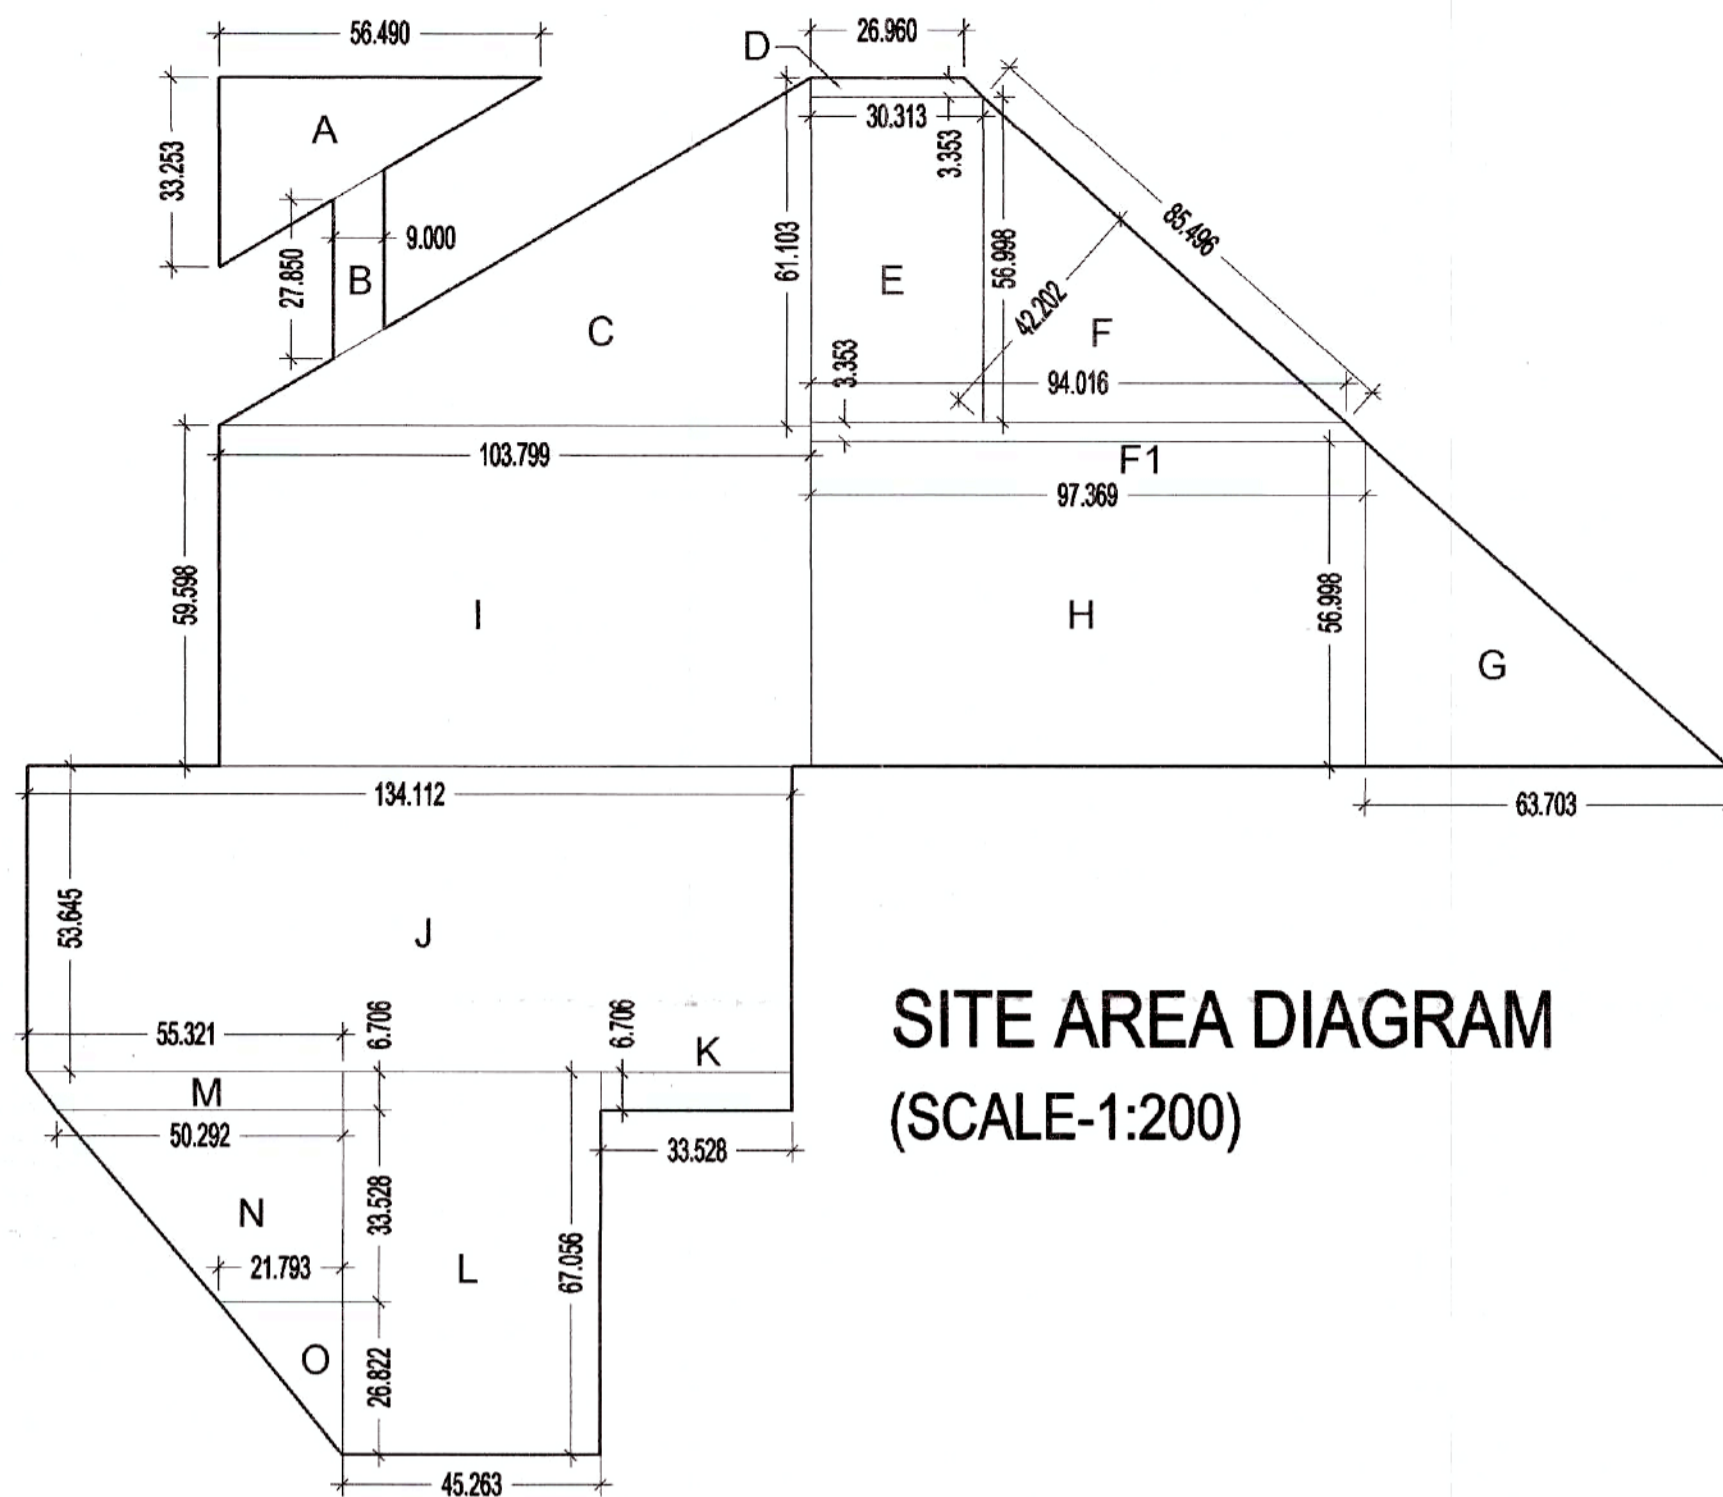 56.490
26.960
D
A
33.253
30.313
3.353
B
9.000
27.850
C
61.103
E
56.998
85.496
42.202
F
3.353
94.016
103.799
F1
97.369
59.598
I
H
56.998
G
134.112
63.703
53.645
J
55.321
6.706
6.706
K
SITE AREA DIAGRAM
(SCALE-1:200)
M
50.292
33.528
N
33.528
21.793
L
67.056
O
26.822
45.263